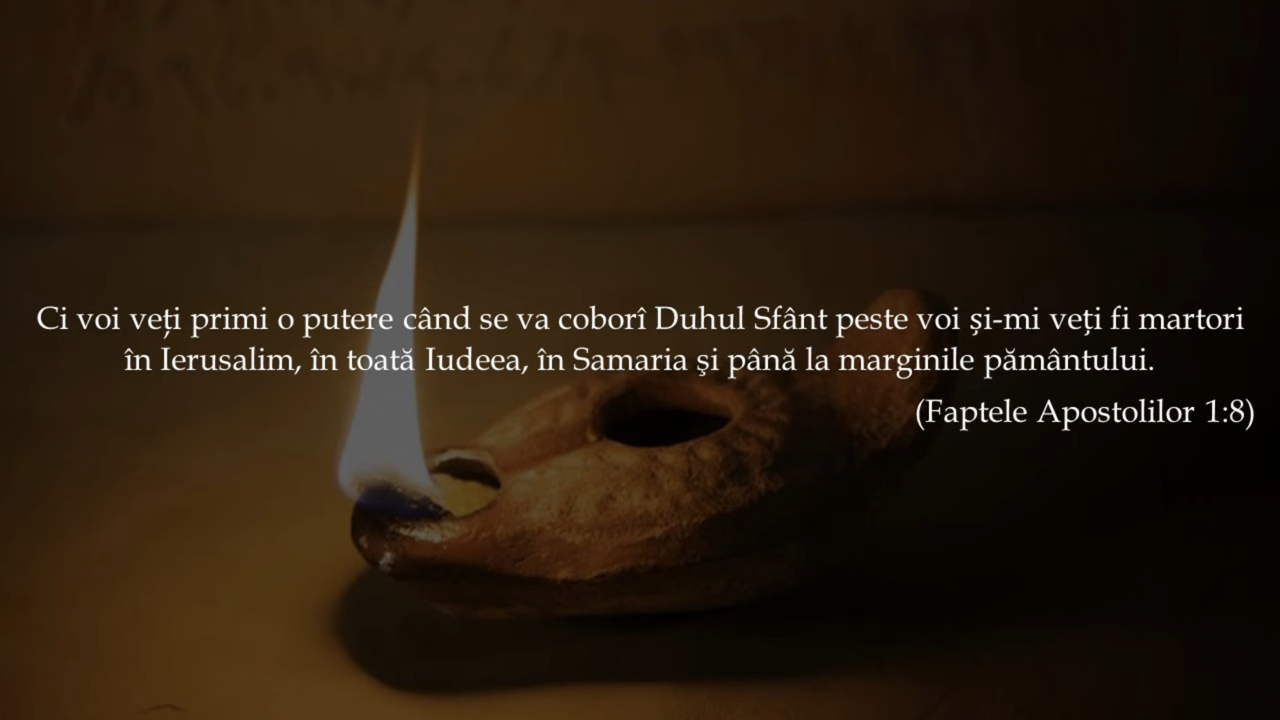 Ci voi veți primi o putere când se va coborî Duhul Sfânt peste voi și-mi veți fi martori
în Ierusalim, în toată Iudeea, în Samaria şi până la marginile pământului.
(Faptele Apostolilor 1:8)